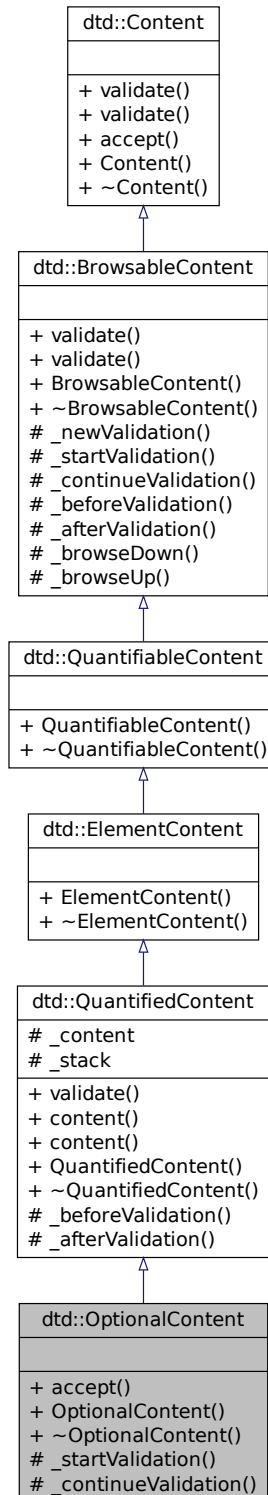 dtd::Content
+ validate()
+ validate()
+ accept()
+ Content()
+ ~Content()
dtd::BrowsableContent
+ validate()
+ validate()
+ BrowsableContent()
+ ~BrowsableContent()
# _newValidation()
# _startValidation()
# _continueValidation()
# _beforeValidation()
# _afterValidation()
# _browseDown()
# _browseUp()
dtd::QuantifiableContent
+ QuantifiableContent()
+ ~QuantifiableContent()
dtd::ElementContent
+ ElementContent()
+ ~ElementContent()
dtd::QuantifiedContent
# _content
# _stack
+ validate()
+ content()
+ content()
+ QuantifiedContent()
+ ~QuantifiedContent()
# _beforeValidation()
# _afterValidation()
dtd::OptionalContent
+ accept()
+ OptionalContent()
+ ~OptionalContent()
# _startValidation()
# _continueValidation()